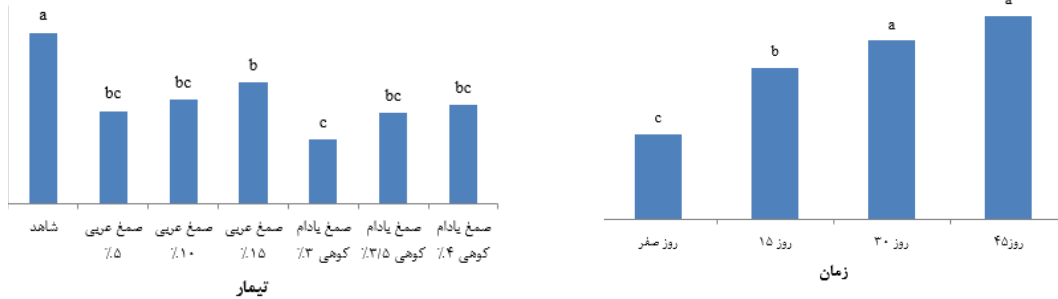 a
bc
bc
b
c
bc
bc
شاهد
صمغ عربی
٪۵
صمغ عربی
٪۱۰
صمغ عربی
٪۱۵
صمغ یادام
کوهی ۳٪
صمغ یادام
کوهی ۳/۵٪
صمغ یادام
کوهی ۴٪
تیمار
c
b
a
a
روز صفر
روز ۱۵
روز ۳۰
روز۴۵
زمان